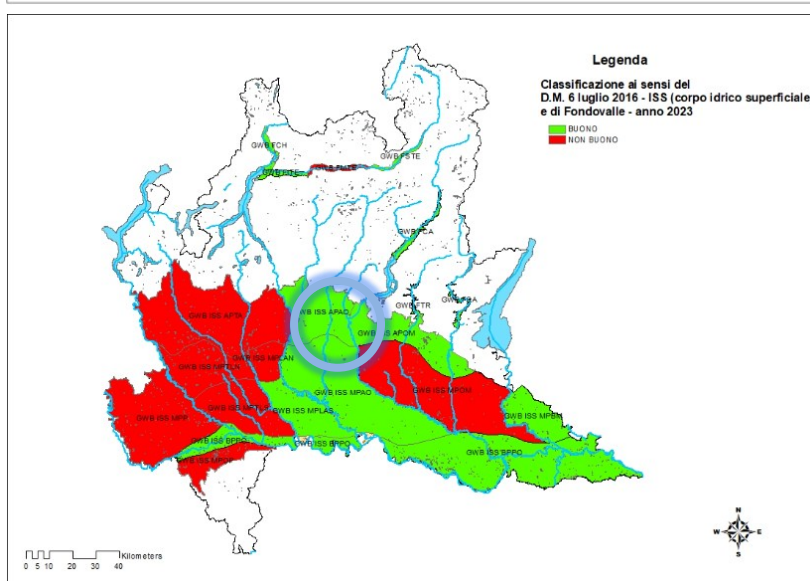 Legenda
Classificazione ai sensi del
D.M. 6 luglio 2016 - ISS (corpo idrico superficiale
e di Fondovalle - anno 2023
BUONO
NON BUONO
GWB FCH
GWB FSTE
GWB FCA
GWB FTR
GWB ISS APTA
GWB ISS APAO
GWB ISS APOM
GWB ISS MPLAN
GWB ISS MPTLN
GWB ISS MPOM
GWB ISS MPAO
GWB ISS MPLAS
GWB ISS MPP
GWB ISS MPBM
GWB ISS BPPO
GWB ISS BPPO
GWB ISS BPPO
N
W E
S
Kilometers
0 5 10 20 30 40